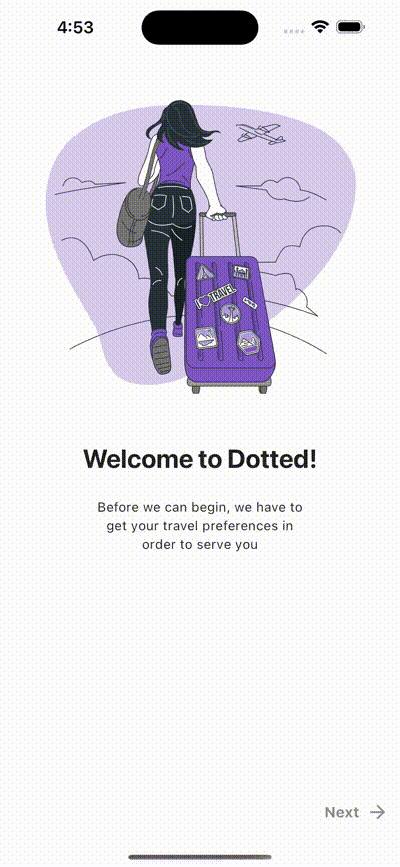 4:53
I TRAVEL
Welcome to Dotted!
Before we can begin, we have to
get your travel preferences in
order to serve you
Next